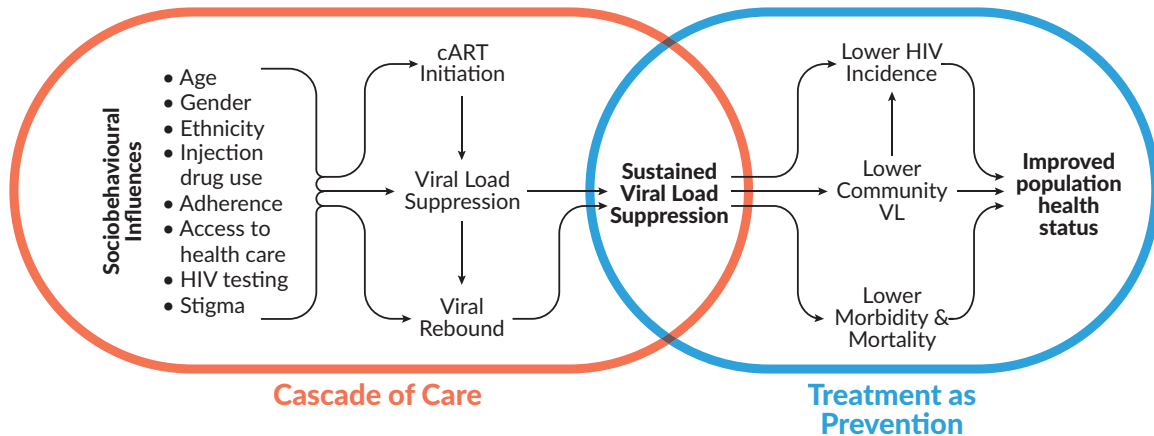 Sociobehavioural
Influences
• Age
• Gender
• Ethnicity
• Injection
drug use
• Adherence
• Access to
health care
• HIV testing
• Stigma
cART
Initiation
Viral Load
Suppression
Viral
Rebound
Sustained
Viral Load
Suppression
Lower HIV
Incidence
Lower
Community
VL
Lower
Morbidity &
Mortality
Improved
population
health
status
Cascade of Care
Treatment as
Prevention